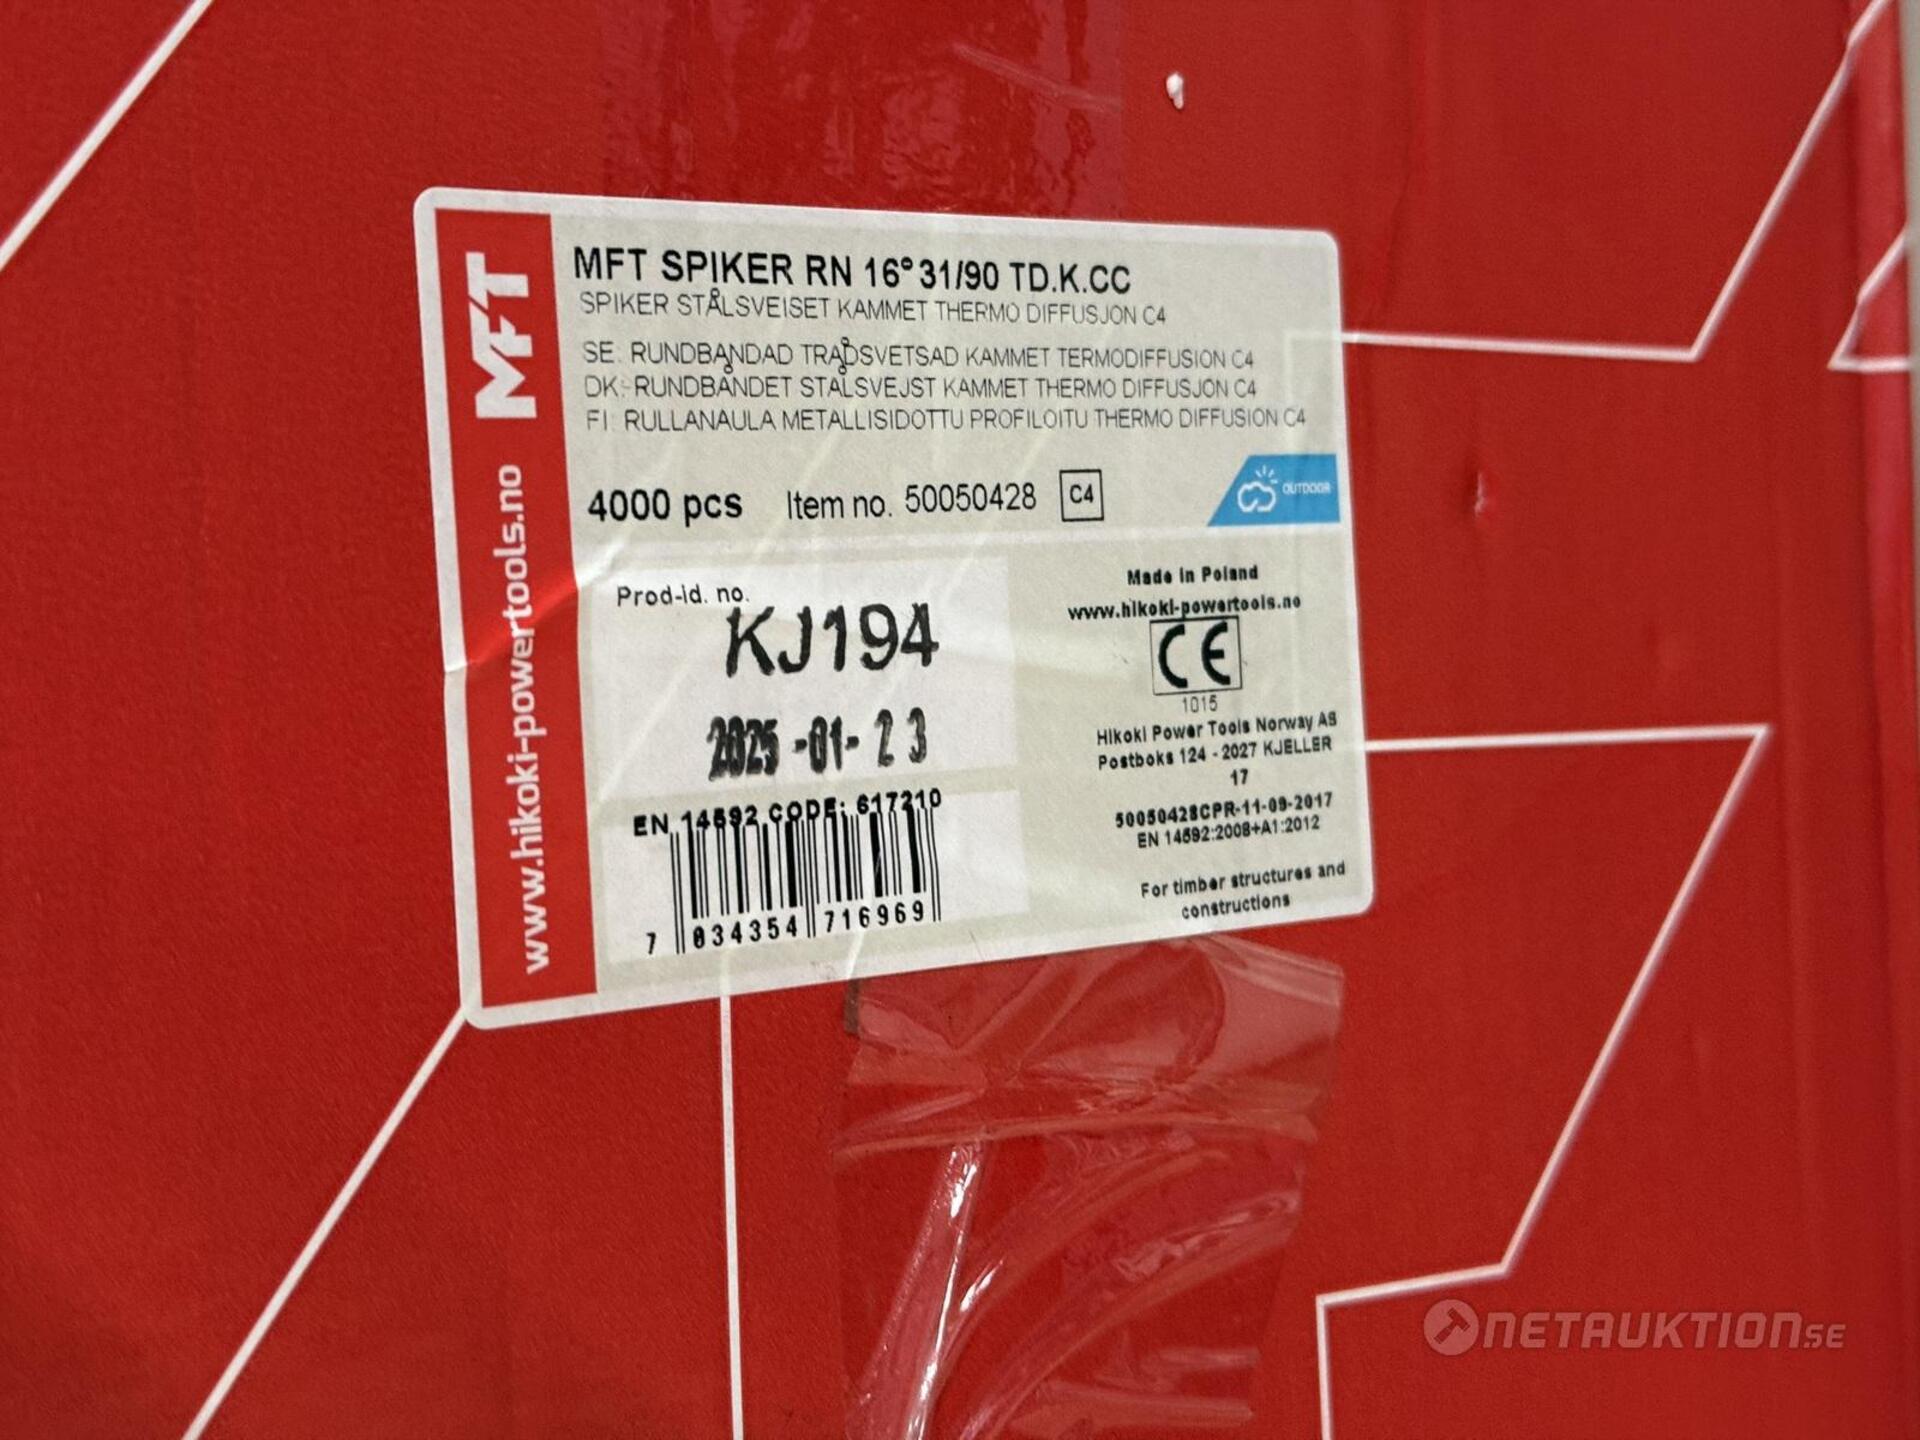 MFT
www.hikoki-powertools.no
MFT SPIKER RN 16° 31/90 TD.K.CC
SPIKER STÅLSVEISET KAMMET THERMO DIFFUSJON C4
SE: RUNDBANDAD TRÅDSVETSAD KAMMET TERMODIFFUSION C4
DK: RUNDBÅNDET STÅLSVEJST KAMMET THERMO DIFFUSJON C4
FI: RULLANAULA METALLISIDOTTU PROFILOITU THERMO DIFFUSION C4
4000 pcs Item no. 50050428 C4
OUTDOOR
Prod-id. no.
KJ194
2025-01-23
EN 14592 CODE: 617210
7 034354 716969
Made in Poland
www.hikoki-powertools.no
CE
1015
Hikoki Power Tools Norway AS
Postboks 124 - 2027 KJELLER
17
50050428CPR-11-09-2017
EN 14592:2008+A1:2012
For timber structures and
constructions
NETAUKTION.SE